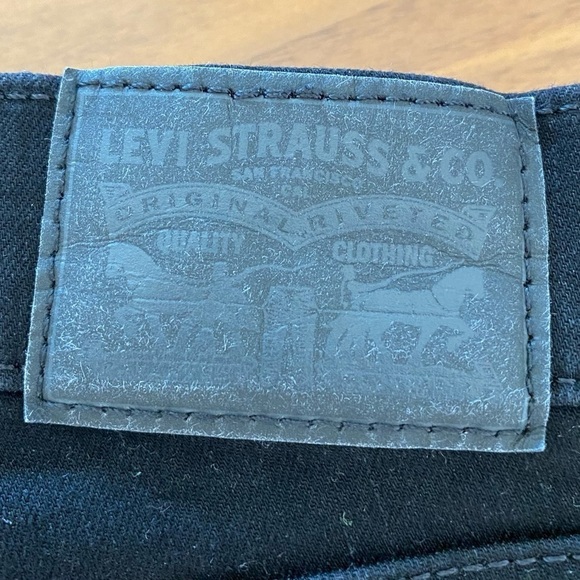 LEVI STRAUSS & CO.
SAN FRANCISCO
CAL
ORIGINAL RIVETED
QUALITY CLOTHING